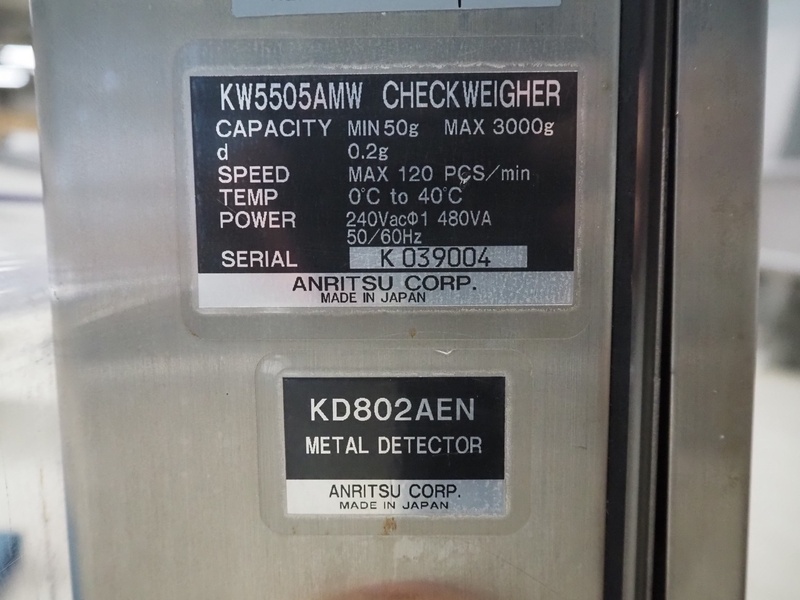 KW5505AMW CHECKWEIGHER
CAPACITY MIN 50g MAX 3000g
d 0.2g
SPEED MAX 120 PCS/min
TEMP 0°C to 40°C
POWER 240VacΦ1 480VA
50/60Hz
SERIAL K 039004
ANRITSU CORP.
MADE IN JAPAN
KD802AEN
METAL DETECTOR
ANRITSU CORP.
MADE IN JAPAN